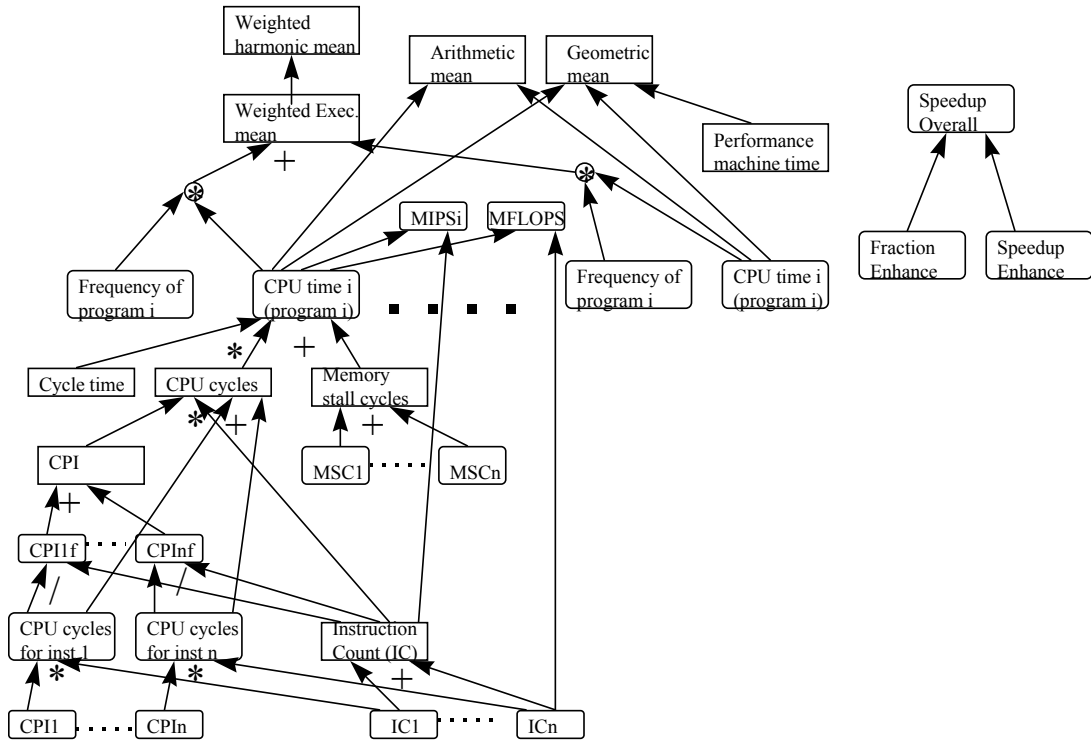 Weighted
harmonic mean
Arithmetic
mean
Geometric
mean
Speedup
Overall
Weighted Exec.
mean
+
Performance
machine time
*
*
MIPSi
MFLOPS
Fraction
Enhance
Speedup
Enhance
Frequency of
program i
CPU time i
(program i)
Frequency of
program i
CPU time i
(program i)
*
+
Cycle time
CPU cycles
Memory
stall cycles
*
+
+
CPI
MSC1
MSCn
+
CPI1f
CPInf
/
/
CPU cycles
for inst 1
CPU cycles
for inst n
Instruction
Count (IC)
*
*
+
CPI1
CPIn
IC1
ICn